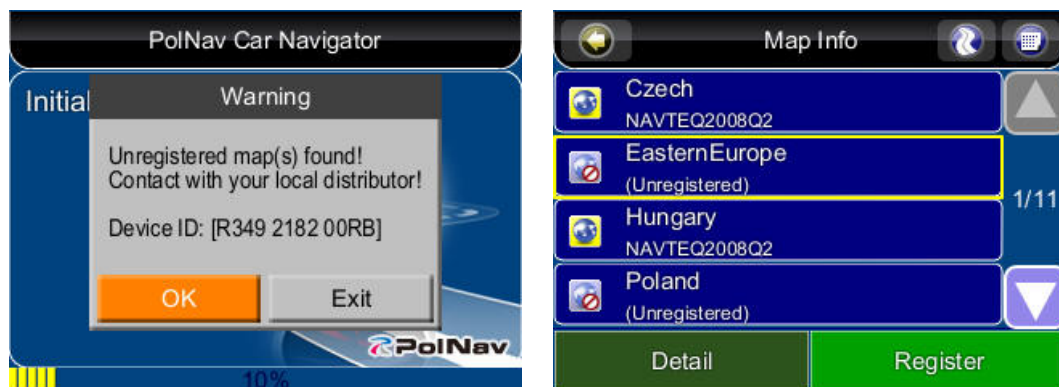 PolNav Car Navigator
Initial
Warning
Unregistered map(s) found!
Contact with your local distributor!
Device ID: [R349 2182 00RB]
OK
Exit
PolNav
10%
Map Info
Czech
NAVTEQ2008Q2
EasternEurope
(Unregistered)
1/11
Hungary
NAVTEQ2008Q2
Poland
(Unregistered)
Detail
Register